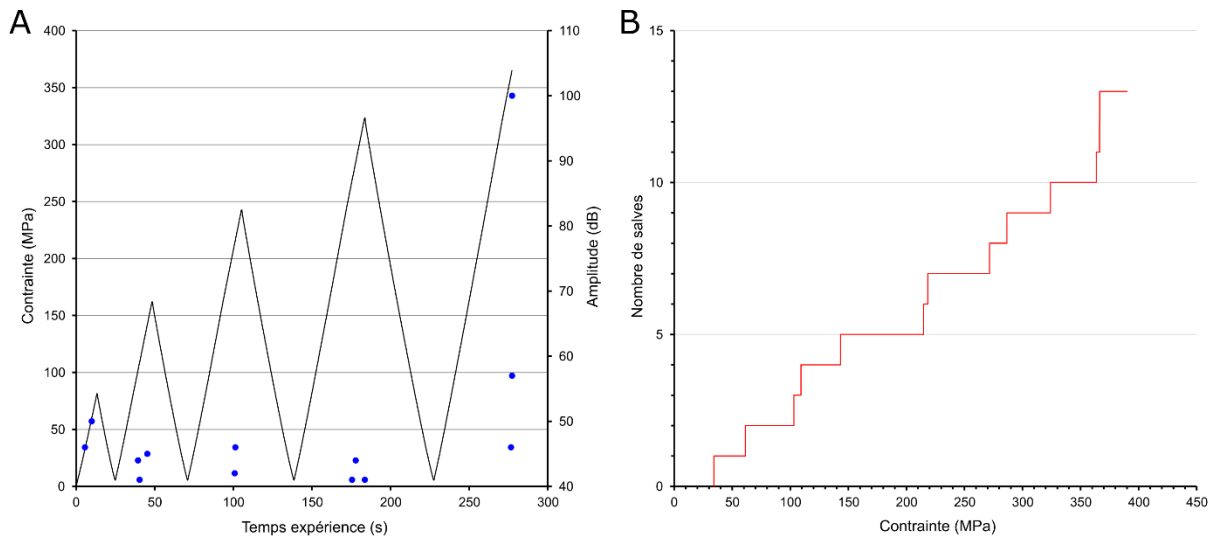 A
400
350
300
250
200
150
100
50
0
Contrainte (MPa)
0 50 100 150 200 250 300
Temps expérience (s)
110
100
90
80
70
60
50
40
Amplitude (dB)
B
15
10
5
0
Nombre de salves
0 50 100 150 200 250 300 350 400 450
Contrainte (MPa)